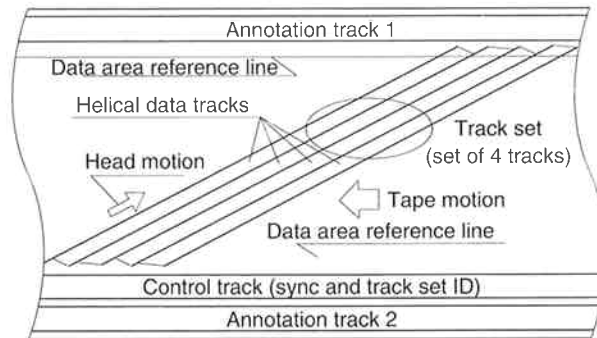 Annotation track 1
Data area reference line
Helical data tracks
Track set
(set of 4 tracks)
Head motion
Tape motion
Data area reference line
Control track (sync and track set ID)
Annotation track 2